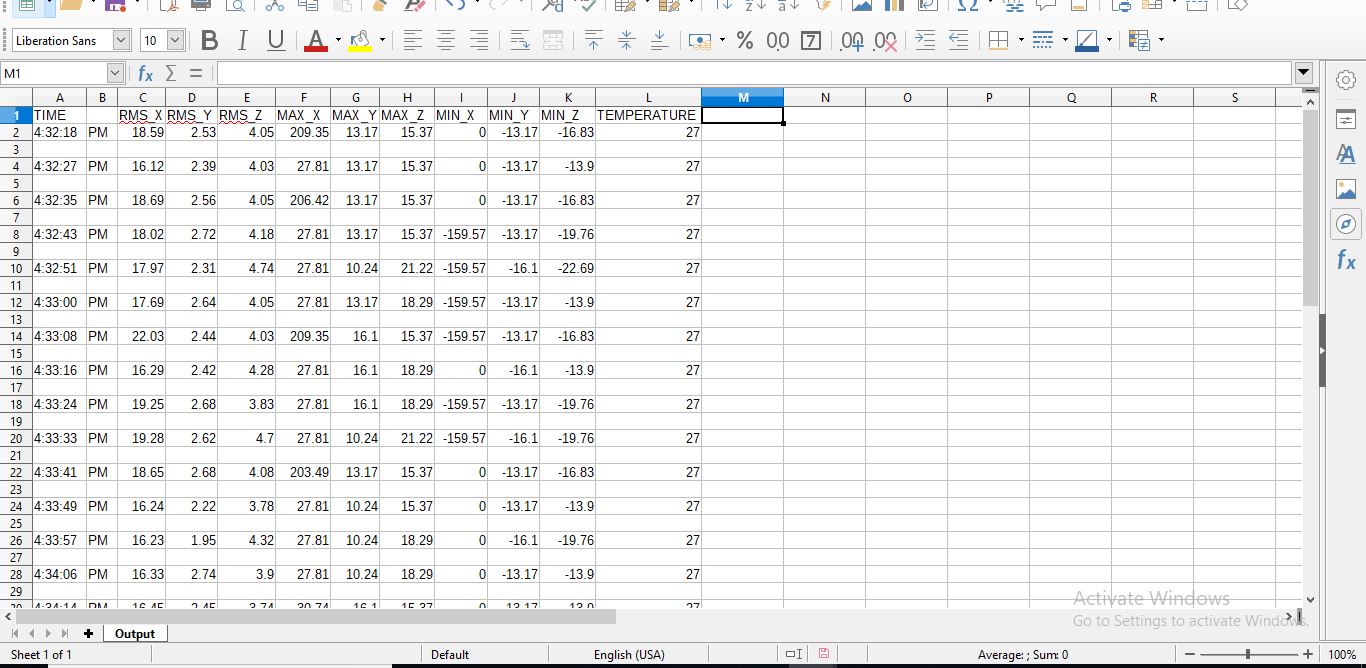 Liberation Sans 10 B I U A % 00 7 00 00
M1 fx Σ =
A B C D E F G H I J K L M N O P Q R S
1 TIME RMS_X RMS_Y RMS_Z MAX_X MAX_Y MAX_Z MIN_X MIN_Y MIN_Z TEMPERATURE
2 4:32:18 PM 18.59 2.53 4.05 209.35 13.17 15.37 0 -13.17 -16.83 27
3
4 4:32:27 PM 16.12 2.39 4.03 27.81 13.17 15.37 0 -13.17 -13.9 27
5
6 4:32:35 PM 18.69 2.56 4.05 206.42 13.17 15.37 0 -13.17 -16.83 27
7
8 4:32:43 PM 18.02 2.72 4.18 27.81 13.17 15.37 -159.57 -13.17 -19.76 27
9
10 4:32:51 PM 17.97 2.31 4.74 27.81 10.24 21.22 -159.57 -16.1 -22.69 27
11
12 4:33:00 PM 17.69 2.64 4.05 27.81 13.17 18.29 -159.57 -13.17 -13.9 27
13
14 4:33:08 PM 22.03 2.44 4.03 209.35 16.1 15.37 -159.57 -13.17 -16.83 27
15
16 4:33:16 PM 16.29 2.42 4.28 27.81 16.1 18.29 0 -16.1 -13.9 27
17
18 4:33:24 PM 19.25 2.68 3.83 27.81 16.1 18.29 -159.57 -13.17 -19.76 27
19
20 4:33:33 PM 19.28 2.62 4.7 27.81 10.24 21.22 -159.57 -16.1 -19.76 27
21
22 4:33:41 PM 18.65 2.68 4.08 203.49 13.17 15.37 0 -13.17 -16.83 27
23
24 4:33:49 PM 16.24 2.22 3.78 27.81 10.24 15.37 0 -13.17 -13.9 27
25
26 4:33:57 PM 16.23 1.95 4.32 27.81 10.24 18.29 0 -16.1 -19.76 27
27
28 4:34:06 PM 16.33 2.74 3.9 27.81 10.24 18.29 0 -13.17 -13.9 27
29
30 4:34:14 PM 16.45 2.45 3.74 30.74 16.1 15.37 0 -13.17 -13.9 27
Activate Windows
Go to Settings to activate Windows.
Output
Sheet 1 of 1 Default English (USA) Average: ; Sum: 0 100%